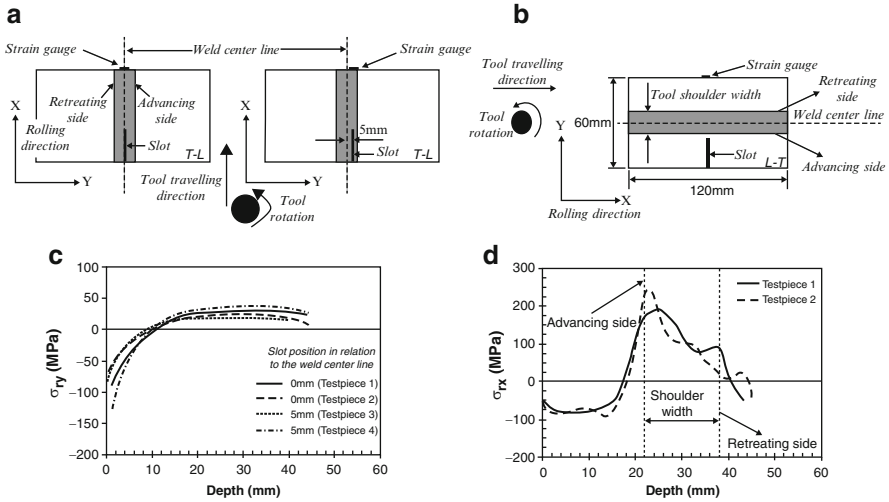 a
Strain gauge
Weld center line
Strain gauge
Retreating side
Advancing side
X
Rolling direction
Slot
T-L
Y
Tool travelling direction
Tool rotation
X
5mm
Slot
T-L
Y
b
Tool travelling direction
Tool rotation
Strain gauge
Tool shoulder width
Retreating side
Weld center line
60mm
Y
Slot
Advancing side
L-T
120mm
X
Rolling direction
c
σry (MPa)
100
50
0
−50
−100
−150
−200
0 10 20 30 40 50 60
Depth (mm)
Slot position in relation
to the weld center line
0mm (Testpiece 1)
0mm (Testpiece 2)
5mm (Testpiece 3)
5mm (Testpiece 4)
d
σrx (MPa)
300
200
100
0
−100
−200
0 10 20 30 40 50 60
Depth (mm)
Testpiece 1
Testpiece 2
Advancing side
Shoulder
width
Retreating side